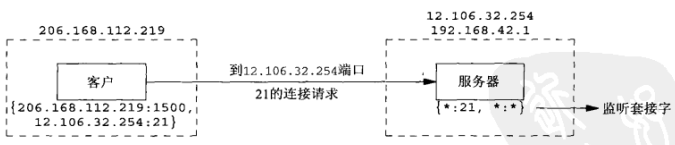 206.168.112.219
12.106.32.254
192.168.42.1
客户
到12.106.32.254端口
21的连接请求
服务器
{206.168.112.219:1500,
12.106.32.254:21}
{*:21, *:*}
监听套接字